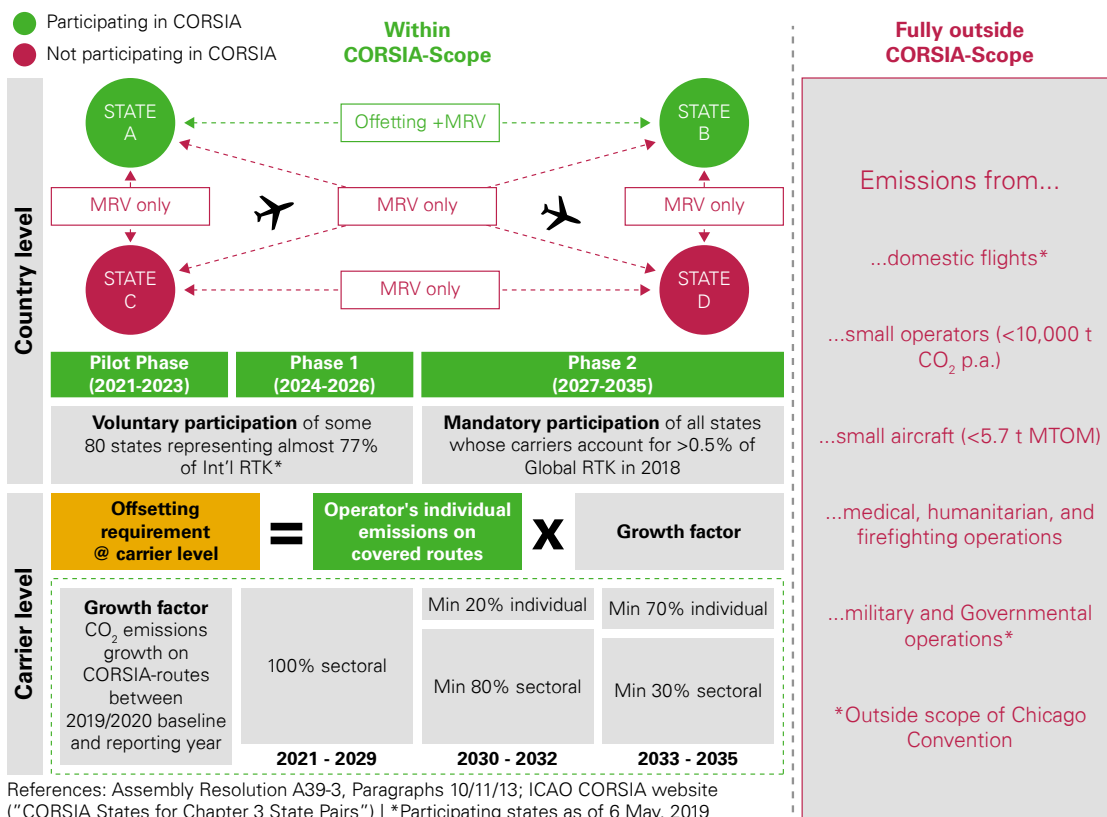 Participating in CORSIA
Not participating in CORSIA
Within
CORSIA-Scope
Fully outside
CORSIA-Scope
Country level
STATE
A
Offetting +MRV
STATE
B
MRV only
MRV only
MRV only
STATE
C
MRV only
STATE
D
Pilot Phase
(2021-2023)
Phase 1
(2024-2026)
Phase 2
(2027-2035)
Voluntary participation of some
80 states representing almost 77%
of Int'l RTK*
Mandatory participation of all states
whose carriers account for >0.5% of
Global RTK in 2018
Carrier level
Offsetting
requirement
@ carrier level
=
Operator's individual
emissions on
covered routes
X
Growth factor
Growth factor
CO2 emissions
growth on
CORSIA-routes
between
2019/2020 baseline
and reporting year
100% sectoral
2021 - 2029
Min 20% individual
Min 80% sectoral
2030 - 2032
Min 70% individual
Min 30% sectoral
2033 - 2035
Emissions from...
...domestic flights*
...small operators (<10,000 t
CO2 p.a.)
...small aircraft (<5.7 t MTOM)
...medical, humanitarian, and
firefighting operations
...military and Governmental
operations*
*Outside scope of Chicago
Convention
References: Assembly Resolution A39-3, Paragraphs 10/11/13; ICAO CORSIA website
("CORSIA States for Chapter 3 State Pairs") | *Participating states as of 6 May, 2019